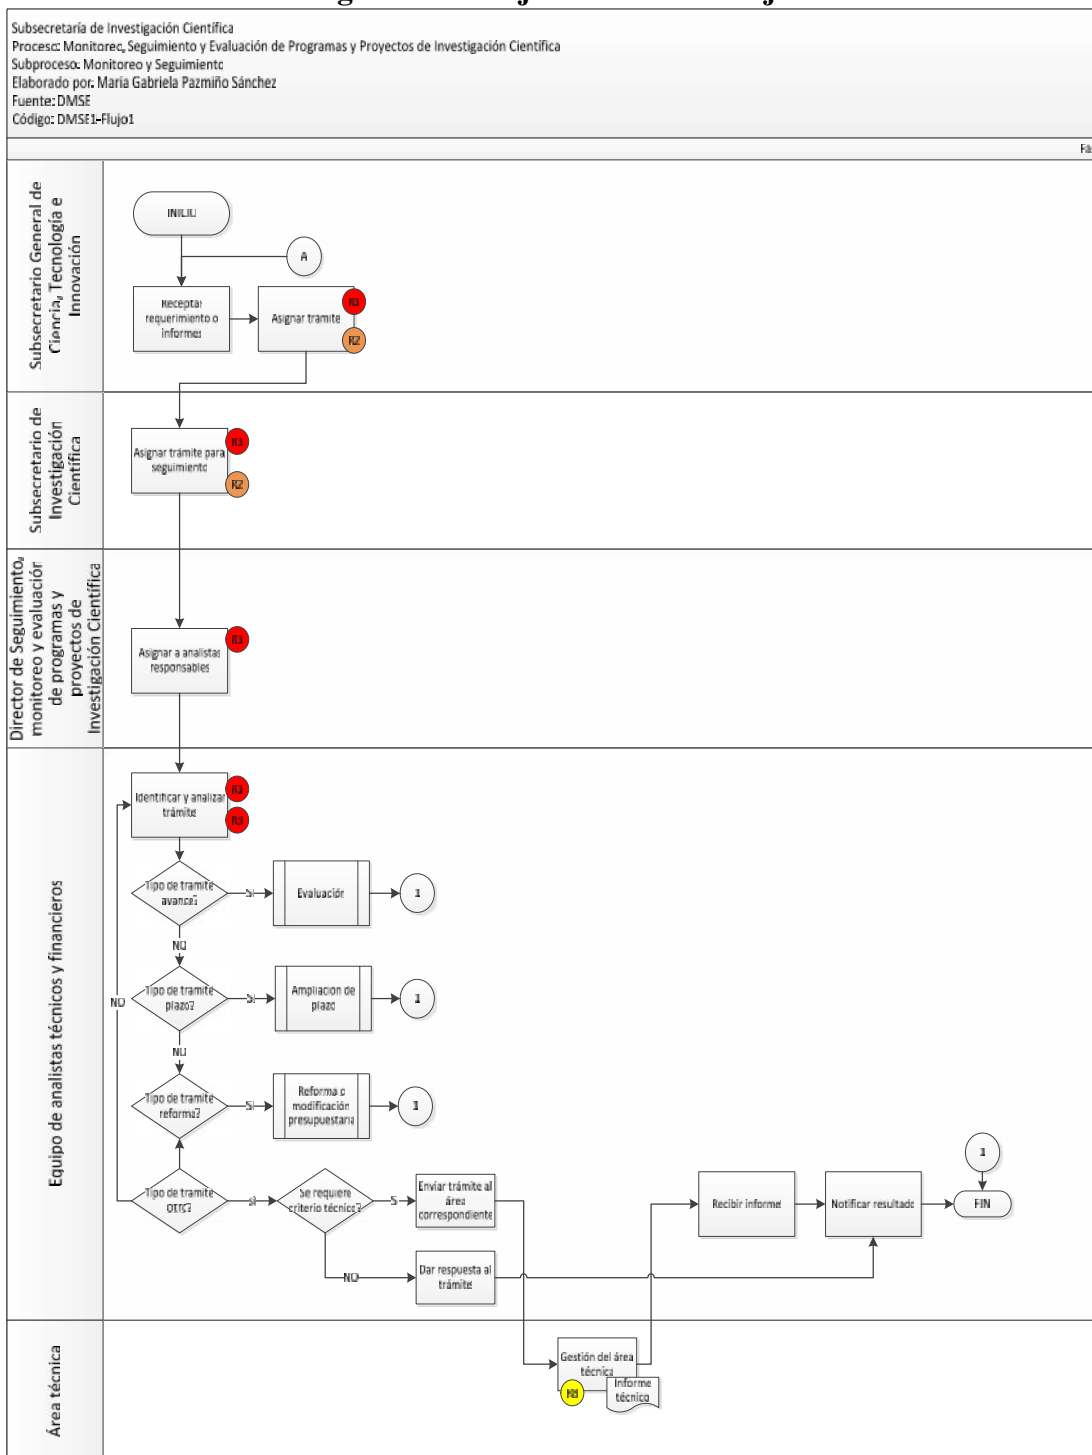 Subsecretaría de Investigación Científica
Proceso: Monitoreo, Seguimiento y Evaluación de Programas y Proyectos de Investigación Científica
Subproceso: Monitoreo y Seguimiento
Elaborado por: María Gabriela Pazmiño Sánchez
Fuente: DMSE
Código: DMSE1-Flujo1
Subsecretario General de
Ciencia, Tecnología e
Innovación
INICIO
A
Receptar
requerimiento o
informes
Asignar tramite
R1
R2
Subsecretario de
Investigación
Científica
Asignar trámite para
seguimiento
R1
R2
Director de Seguimiento,
monitoreo y evaluación
de programas y
proyectos de
Investigación Científica
Asignar a analistas
responsables
Equipo de analistas técnicos y financieros
Identificar y analizar
trámite
Tipo de tramite
avance?
SI
Evaluación
1
NO
Tipo de tramite
plazo?
SI
Ampliacion de
plazo
1
NO
NO
Tipo de tramite
reforma?
SI
Reforma o
modificación
presupuestaria
1
Tipo de tramite
otro?
SI
Se requiere
criterio técnico?
S
Enviar trámite al
área
correspondiente
NO
Dar respuesta al
trámite
Recibir informe
Notificar resultado
1
FIN
Área técnica
Gestión del área
técnica
Informe
técnico